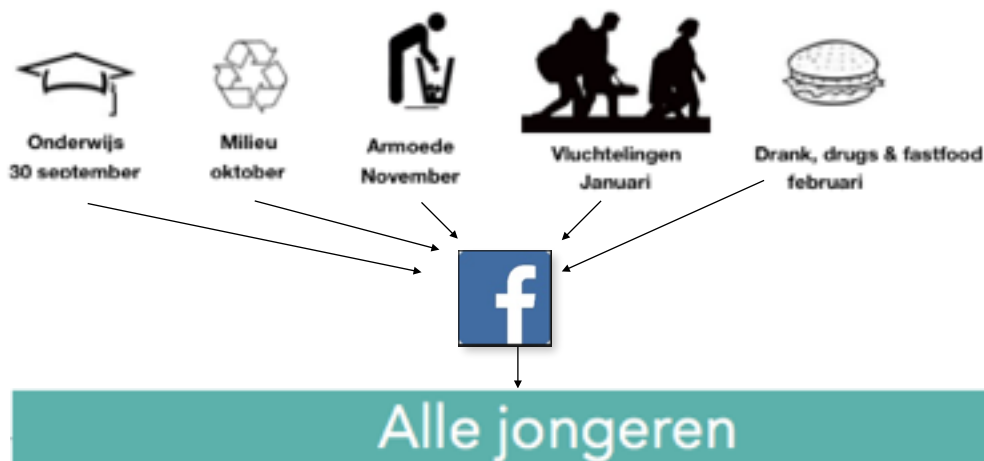 Onderwijs
30 september
Milieu
oktober
Armoede
November
Vluchtelingen
Januari
Drank, drugs & fastfood
februari
f
Alle jongeren